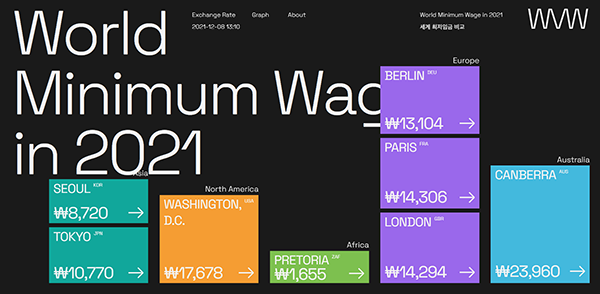 World
Minimum Wag
in 2021
Exchange Rate
Graph
About
2021-12-08 13:10
World Minimum Wage in 2021
세계 최저임금 비교
WMW
Asia
SEOUL KOR
₩8,720
TOKYO JPN
₩10,770
North America
WASHINGTON, USA
D.C.
₩17,678
Africa
PRETORIA ZAF
₩1,655
Europe
BERLIN DEU
₩13,104
PARIS FRA
₩14,306
LONDON GBR
₩14,294
Australia
CANBERRA AUS
₩23,960